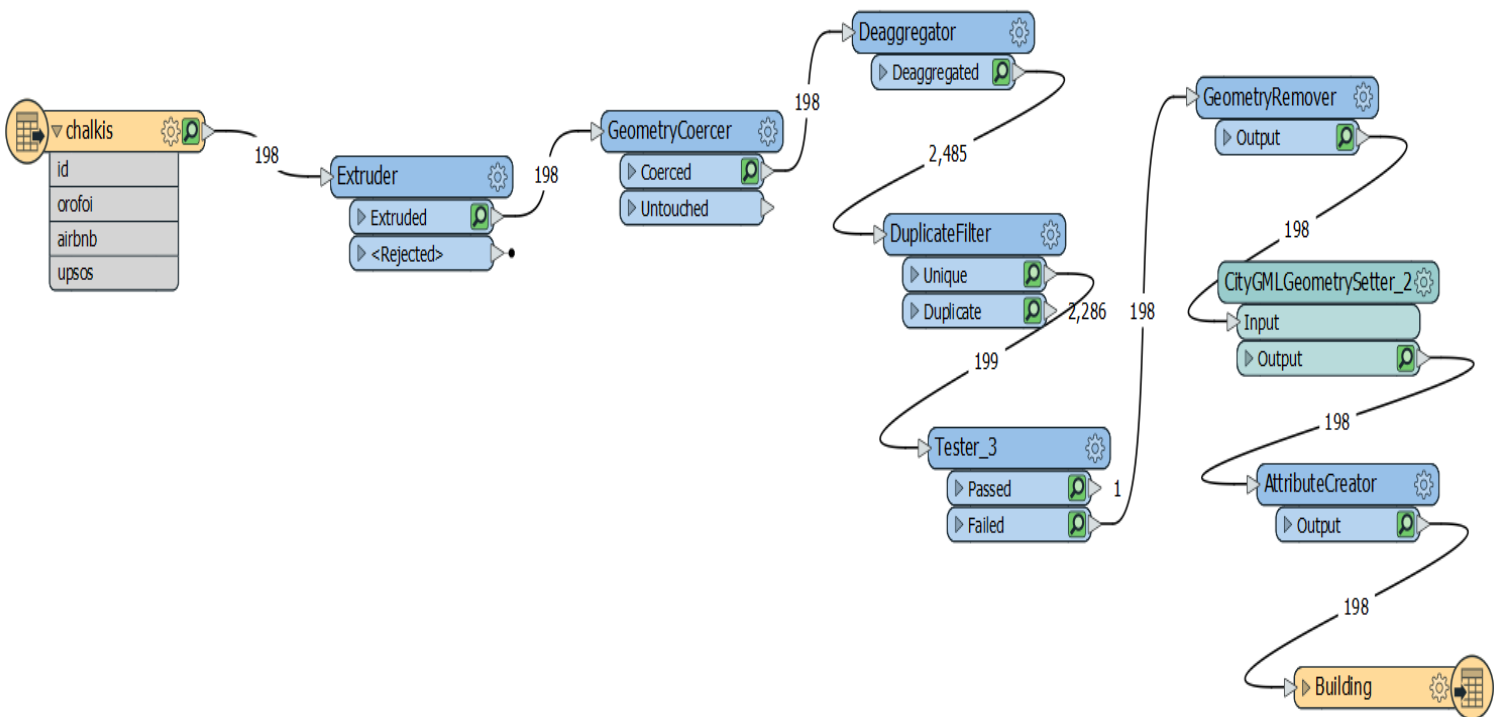 chalkis
id
orofoi
airbnb
upsos
198
Extruder
Extruded
<Rejected>
198
GeometryCoercer
Coerced
Untouched
198
Deaggregator
Deaggregated
2,485
DuplicateFilter
Unique
Duplicate
2,286
199
Tester_3
Passed
1
Failed
198
GeometryRemover
Output
198
CityGMLGeometrySetter_2
Input
Output
198
AttributeCreator
Output
198
Building